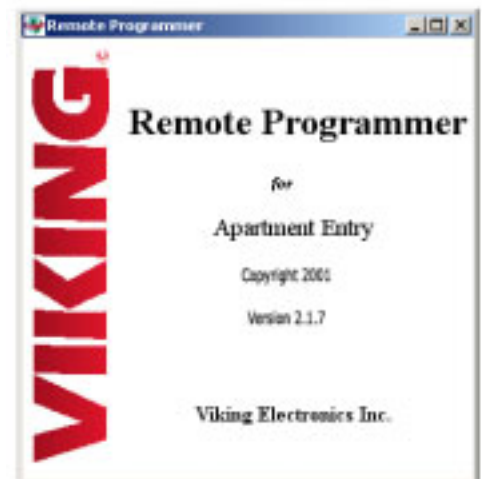 Remote Programmer
VIKING®
Remote Programmer
for
Apartment Entry
Copyright 2001
Version 2.1.7
Viking Electronics Inc.